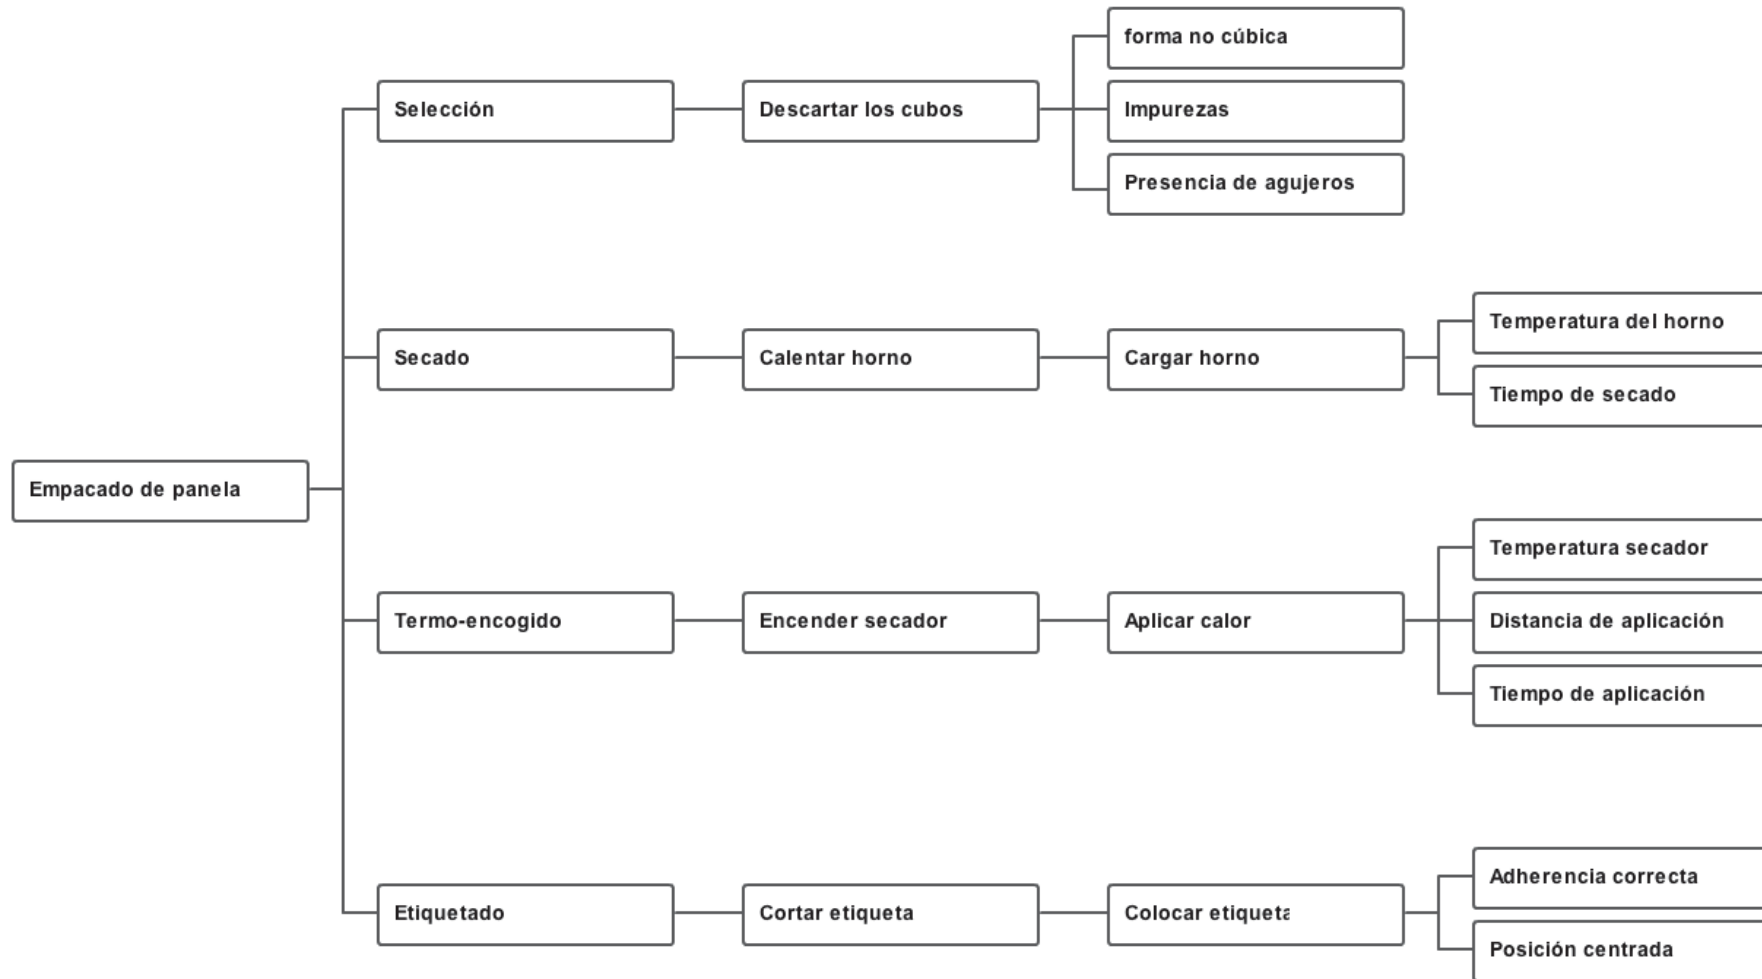 forma no cúbica
Selección
Descartar los cubos
Impurezas
Presencia de agujeros
Temperatura del horno
Secado
Calentar horno
Cargar horno
Tiempo de secado
Empacado de panela
Temperatura secador
Termo-encogido
Encender secador
Aplicar calor
Distancia de aplicación
Tiempo de aplicación
Adherencia correcta
Etiquetado
Cortar etiqueta
Colocar etiqueta
Posición centrada